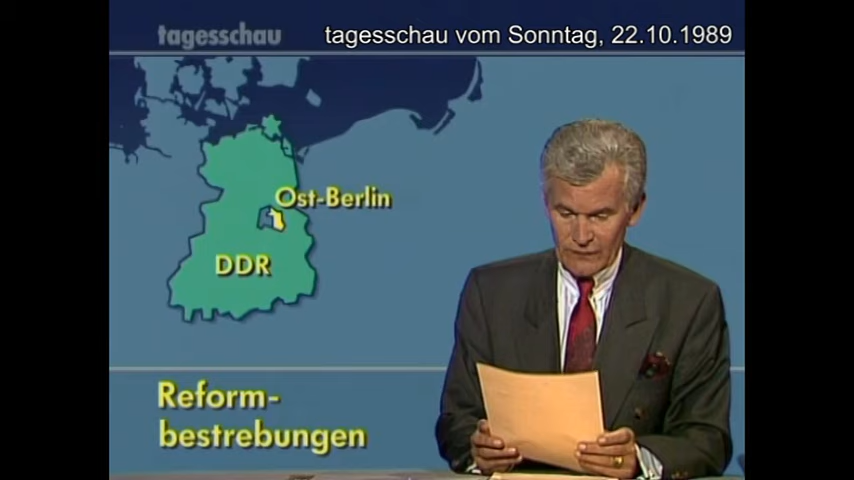 tagesschau
tagesschau vom Sonntag, 22.10.1989
Ost-Berlin
DDR
Reform-
bestrebungen